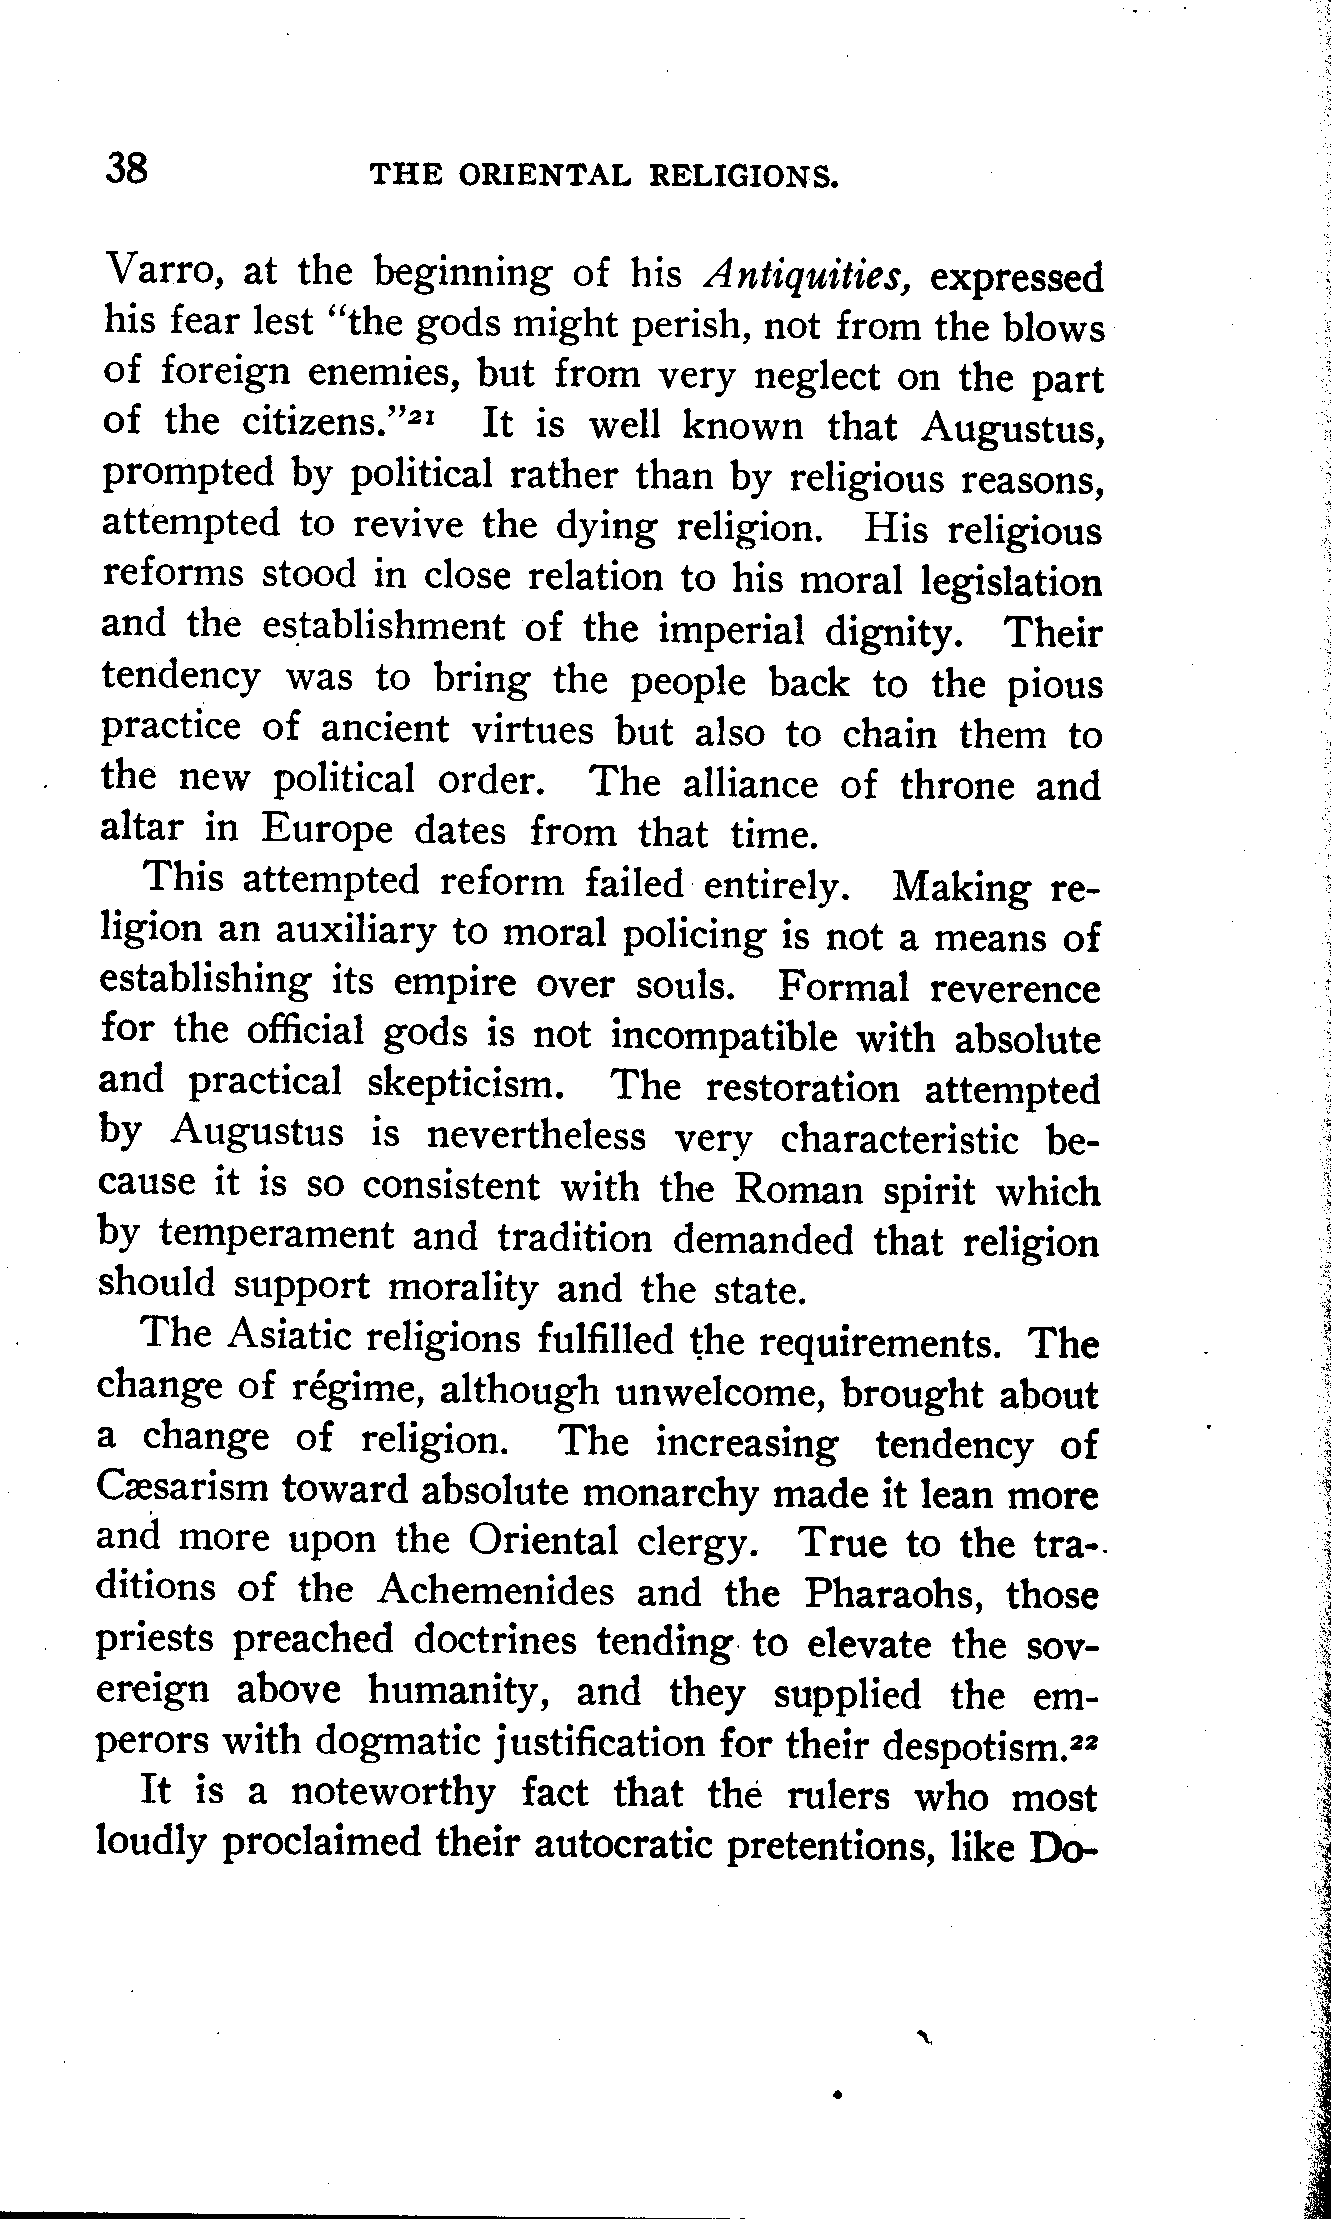 38 THE ORIENTAL RELIGIONS.
Varro, at the beginning of his Antiquities, expressed
his fear lest "the gods might perish, not from the blows
of foreign enemies, but from very neglect on the part
of the citizens."²¹ It is well known that Augustus,
prompted by political rather than by religious reasons,
attempted to revive the dying religion. His religious
reforms stood in close relation to his moral legislation
and the establishment of the imperial dignity. Their
tendency was to bring the people back to the pious
practice of ancient virtues but also to chain them to
the new political order. The alliance of throne and
altar in Europe dates from that time.
This attempted reform failed entirely. Making re-
ligion an auxiliary to moral policing is not a means of
establishing its empire over souls. Formal reverence
for the official gods is not incompatible with absolute
and practical skepticism. The restoration attempted
by Augustus is nevertheless very characteristic be-
cause it is so consistent with the Roman spirit which
by temperament and tradition demanded that religion
should support morality and the state.
The Asiatic religions fulfilled the requirements. The
change of régime, although unwelcome, brought about
a change of religion. The increasing tendency of
Cæsarism toward absolute monarchy made it lean more
and more upon the Oriental clergy. True to the tra-
ditions of the Achemenides and the Pharaohs, those
priests preached doctrines tending to elevate the sov-
ereign above humanity, and they supplied the em-
perors with dogmatic justification for their despotism.²²
It is a noteworthy fact that the rulers who most
loudly proclaimed their autocratic pretentions, like Do-